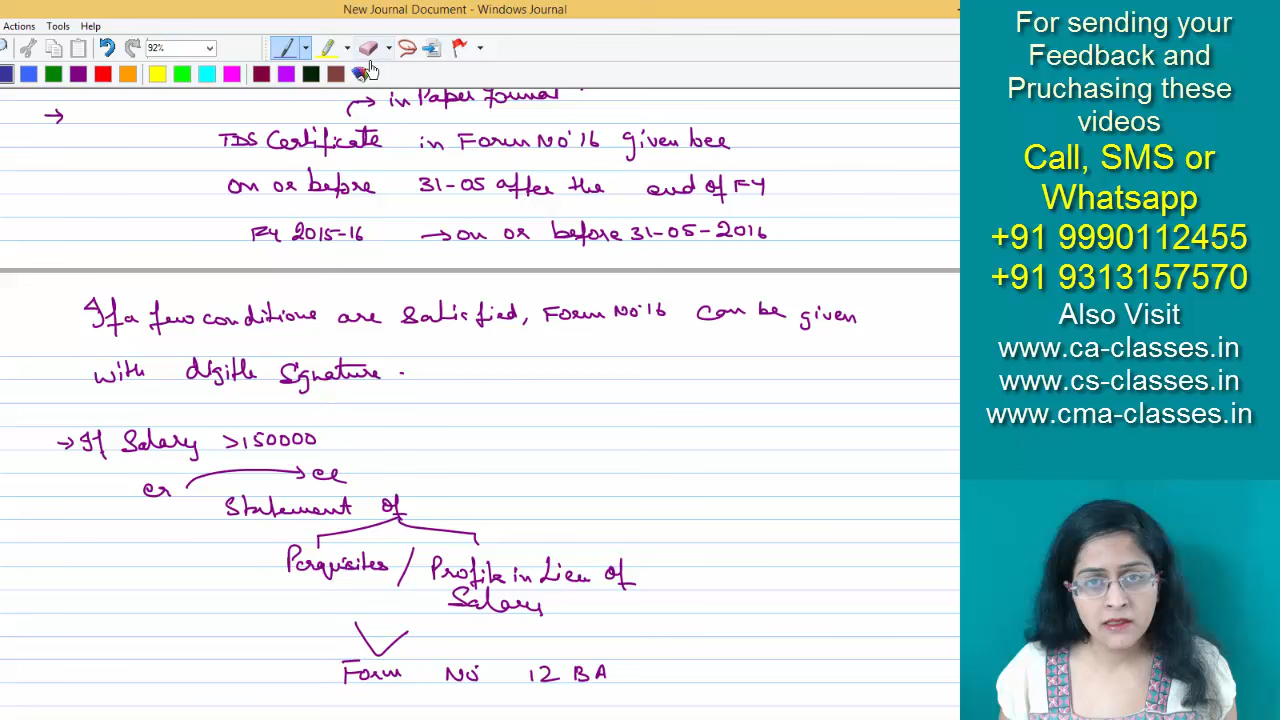 New Journal Document - Windows Journal
Actions Tools Help
92%
→ in Paper Format.
→
TDS Certificate in Form No. 16 given bee
on or before 31-05 after the end of FY
FY 2015-16 → on or before 31-05-2016
If a few conditions are Satisfied, Form No. 16 can be given
with Signature.
→ If Salary >150000
er → ee
Statement of
Perquisites / Profits in Lieu of
Salary
Form No. 12 BA
For sending your
Feedback and
Pruchasing these
videos
Call, SMS or
Whatsapp
+91 9990112455
+91 9313157570
Also Visit
www.ca-classes.in
www.cs-classes.in
www.cma-classes.in